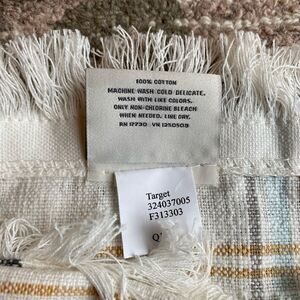 100% COTTON
MACHINE WASH COLD DELICATE.
WASH WITH LIKE COLORS.
ONLY NON-CHLORINE BLEACH
WHEN NEEDED. LINE DRY.
RN 17730 VN 1250503
Target
324037005
F313303